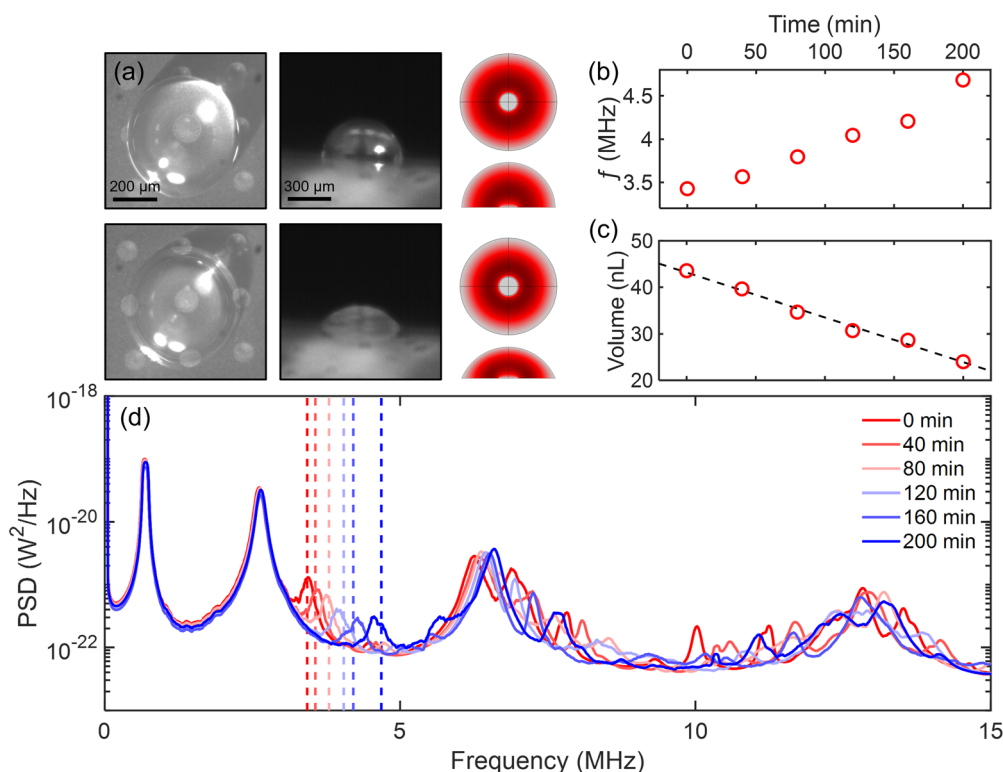 (a)
200 µm
300 µm
(b)
Time (min)
0 50 100 150 200
f (MHz)
4.5
4
3.5
(c)
Volume (nL)
50
40
30
20
(d)
PSD (W²/Hz)
10⁻¹⁸
10⁻²⁰
10⁻²²
0 min
40 min
80 min
120 min
160 min
200 min
0 5 10 15
Frequency (MHz)